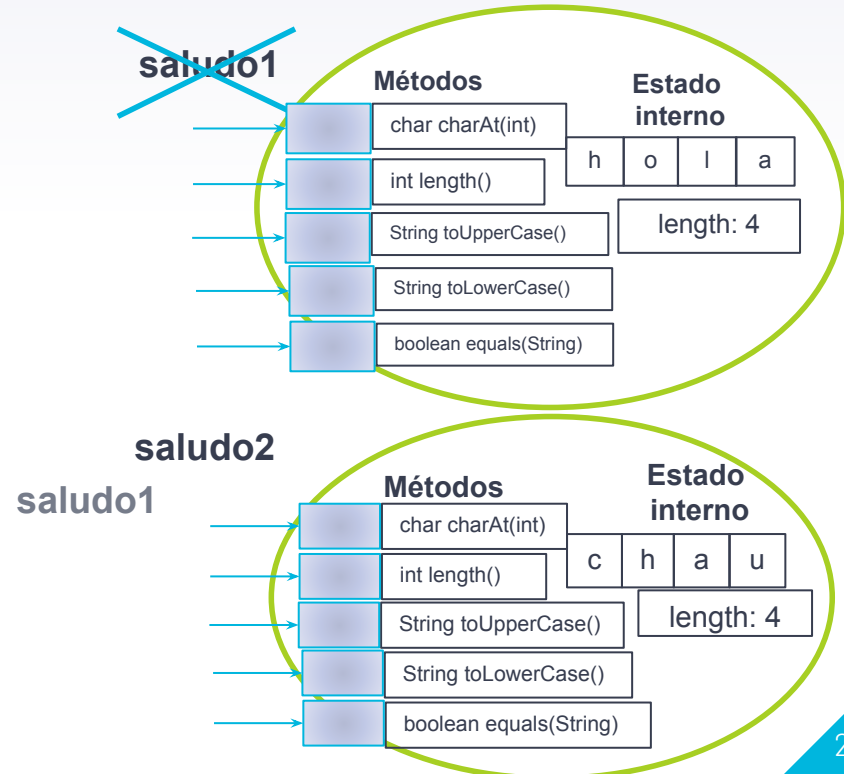 saludo1
Métodos
Estado
interno
char charAt(int)
h o l a
int length()
length: 4
String toUpperCase()
String toLowerCase()
boolean equals(String)
saludo2
saludo1
Métodos
Estado
interno
char charAt(int)
c h a u
int length()
length: 4
String toUpperCase()
String toLowerCase()
boolean equals(String)
2